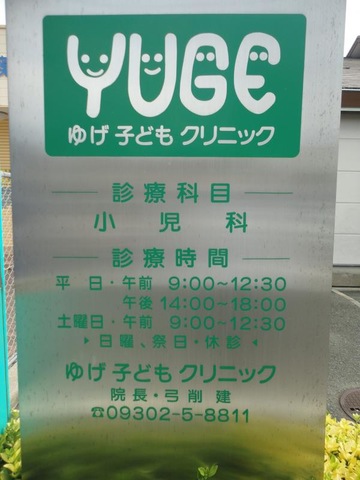 YUGE
ゆげ 子ども クリニック
診療科目
小児科
診療時間
平 日・午前 9:00～12:30
午後 14:00～18:00
土曜日・午前 9:00～12:30
日曜、祭日・休診
ゆげ 子ども クリニック
院長・弓削 建
☎09302-5-8811